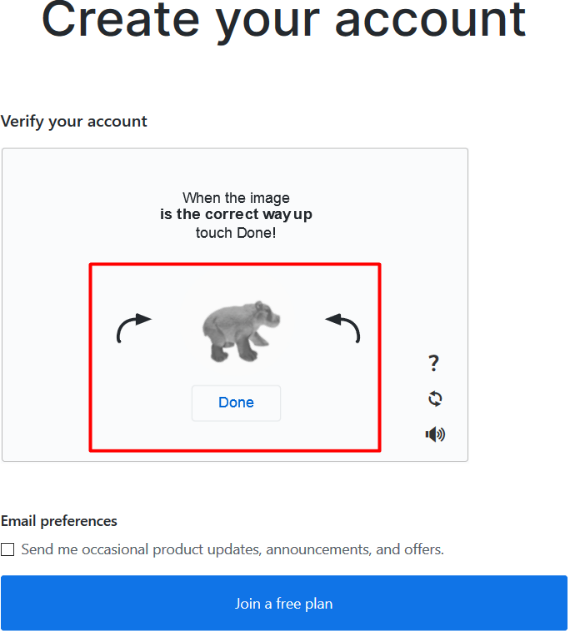 Create your account
Verify your account
When the image
is the correct way up
touch Done!
Done
?
Email preferences
Send me occasional product updates, announcements, and offers.
Join a free plan